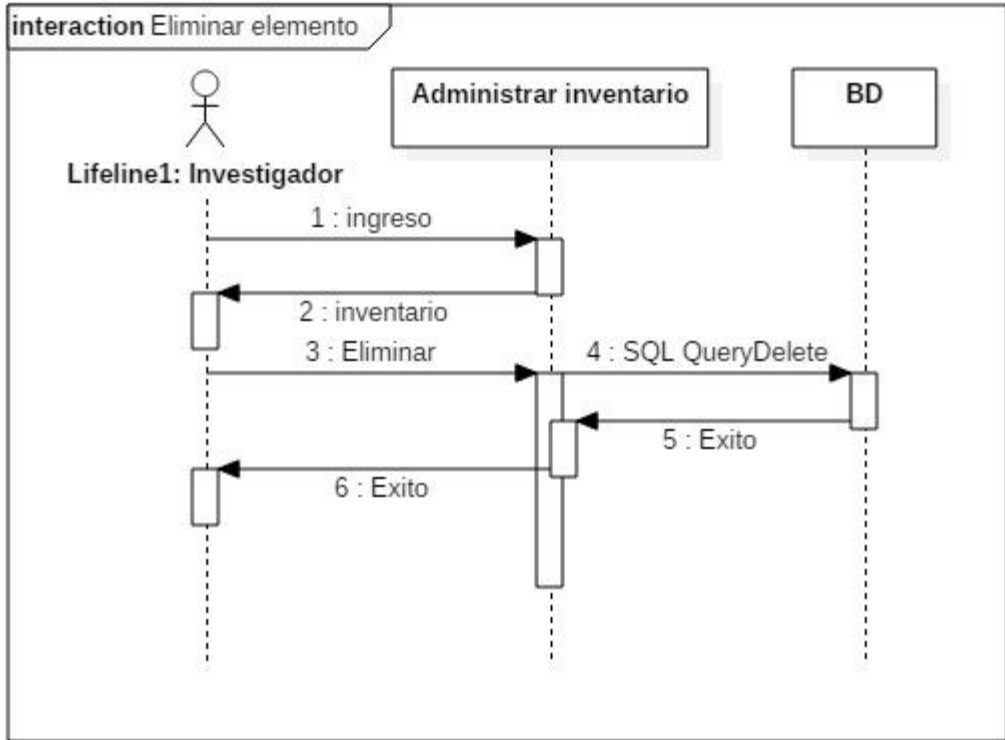 interaction Eliminar elemento
Administrar inventario
BD
Lifeline1: Investigador
1 : ingreso
2 : inventario
3 : Eliminar
4 : SQL QueryDelete
5 : Exito
6 : Exito